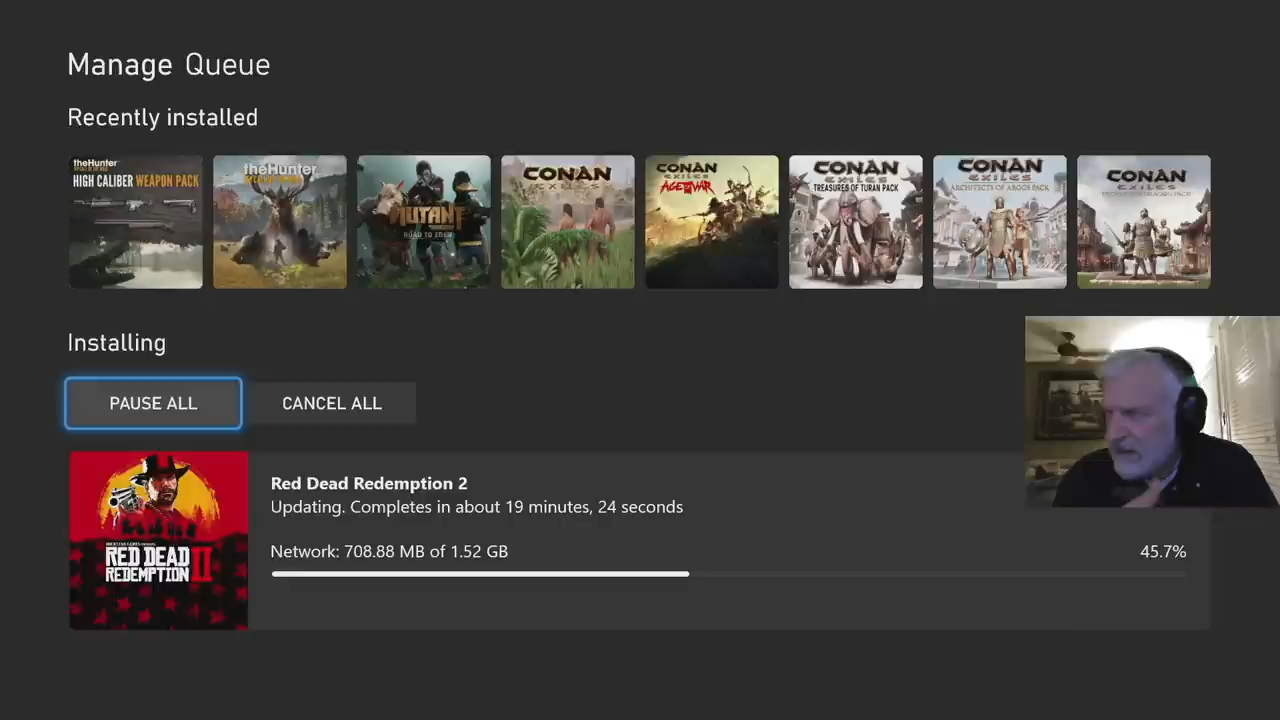 Manage Queue
Recently installed
theHunter
HIGH CALIBER WEAPON PACK
theHunter
MUTANT
ROAD TO EDEN
CONAN
EXILES
CONAN
EXILES
AGE OF WAR
CONAN
EXILES
TREASURES OF TURAN PACK
CONAN
EXILES
ARCHITECTS OF ARGOS PACK
CONAN
EXILES
Installing
PAUSE ALL
CANCEL ALL
RED DEAD
REDEMPTION II
Red Dead Redemption 2
Updating. Completes in about 19 minutes, 24 seconds
Network: 708.88 MB of 1.52 GB
45.7%